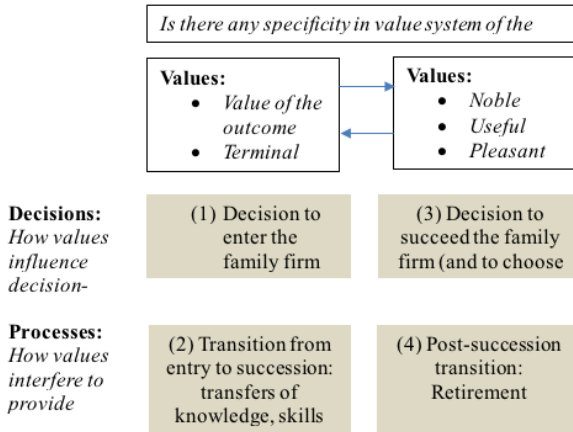 Is there any specificity in value system of the
Values:
• Value of the
outcome
• Terminal
Values:
• Noble
• Useful
• Pleasant
Decisions:
How values
influence
decision-
(1) Decision to
enter the
family firm
(3) Decision to
succeed the family
firm (and to choose
Processes:
How values
interfere to
provide
(2) Transition from
entry to succession:
transfers of
knowledge, skills
(4) Post-succession
transition:
Retirement